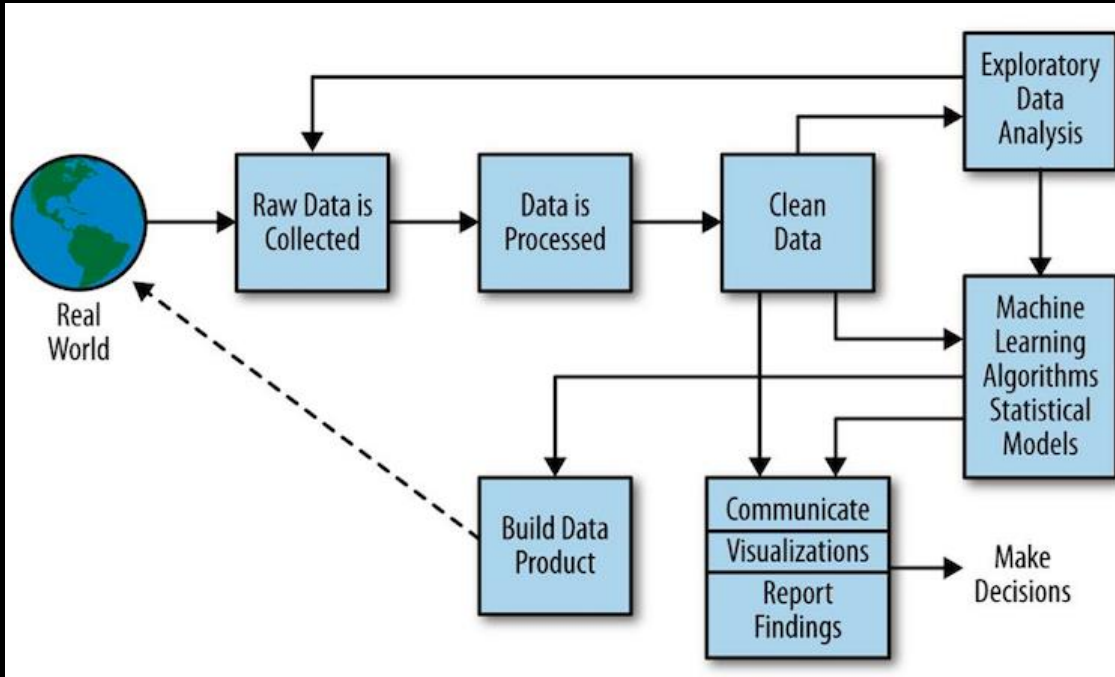 Exploratory
Data
Analysis
Raw Data is
Collected
Data is
Processed
Clean
Data
Real
World
Machine
Learning
Algorithms
Statistical
Models
Build Data
Product
Communicate
Visualizations
Report
Findings
Make
Decisions